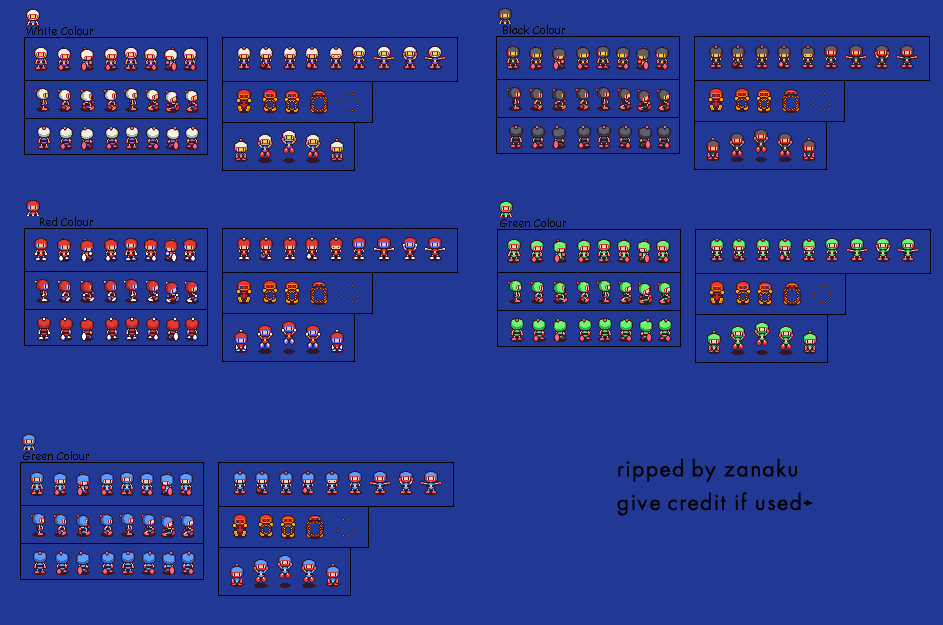 White Colour
Black Colour
Red Colour
Green Colour
Green Colour
ripped by zanaku
give credit if used